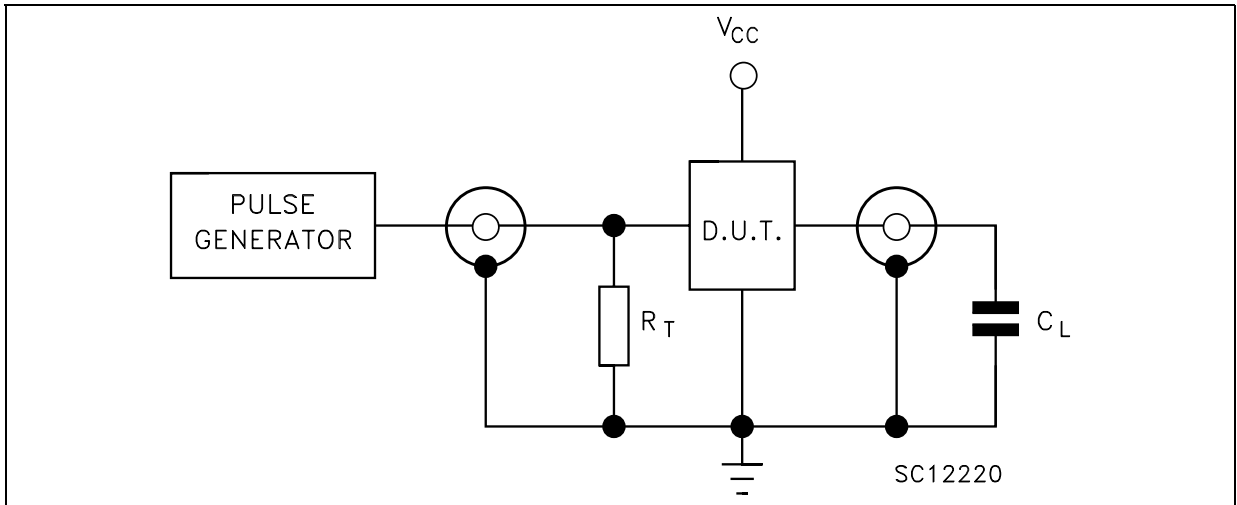 VCC
PULSE
GENERATOR
D.U.T.
RT
CL
SC12220